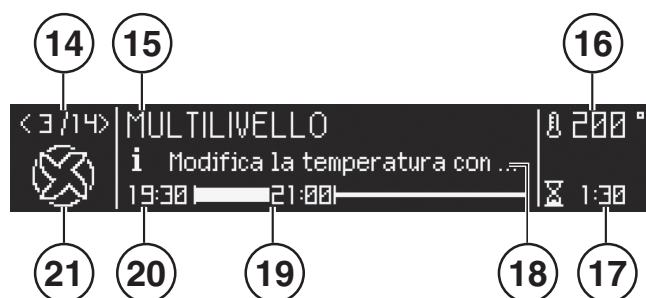 14 15 16
<3/14> MULTILIVELLO 200°
i Modifica la temperatura con ...
19:30 21:00 1:30
21 20 19 18 17